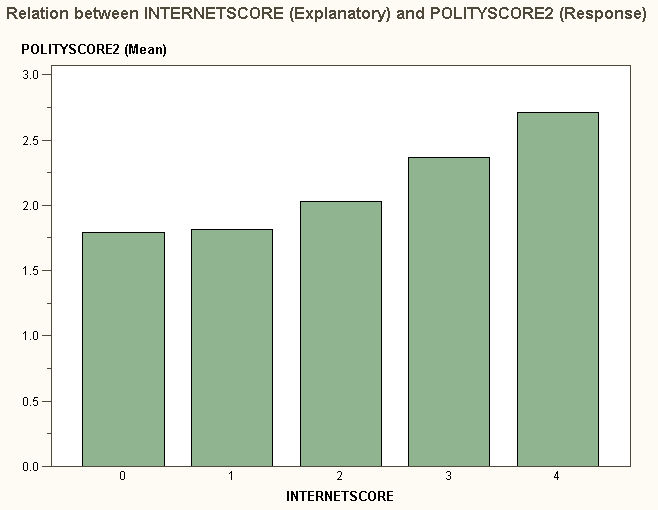 Relation between INTERNETSCORE (Explanatory) and POLITYSCORE2 (Response)
POLITYSCORE2 (Mean)
3.0
2.5
2.0
1.5
1.0
0.5
0.0
0 1 2 3 4
INTERNETSCORE